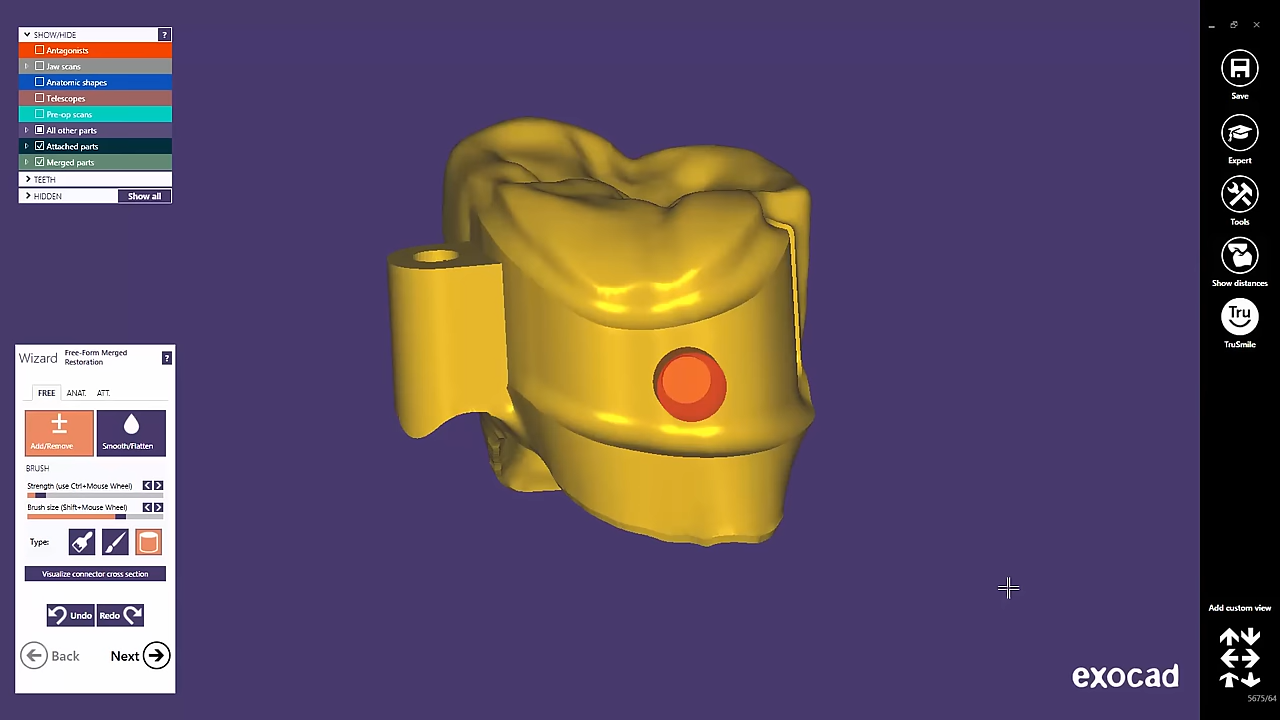 SHOW/HIDE
?
Antagonists
Jaw scans
Anatomic shapes
Telescopes
Pre-op scans
All other parts
Attached parts
Merged parts
TEETH
HIDDEN
Show all
Wizard
Free-Form Merged
Restoration
?
FREE
ANAT.
ATT.
Add/Remove
Smooth/Flatten
BRUSH
Strength (use Ctrl+Mouse Wheel)
Brush size (Shift+Mouse Wheel)
Type:
Visualize connector cross section
Undo
Redo
Back
Next
Save
Expert
Tools
Show distances
Tru
TruSmile
Add custom view
exocad
5675/64